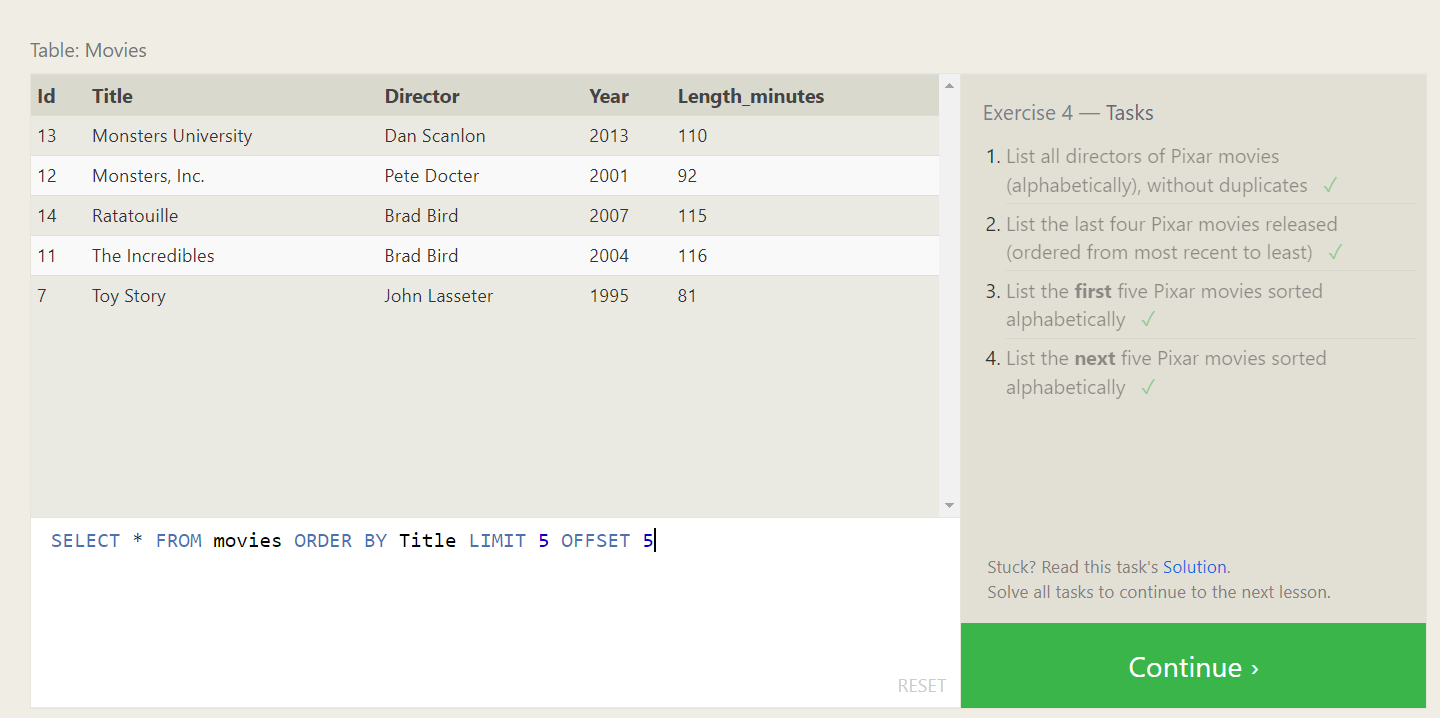 Table: Movies
Id Title Director Year Length_minutes
13 Monsters University Dan Scanlon 2013 110
12 Monsters, Inc. Pete Docter 2001 92
14 Ratatouille Brad Bird 2007 115
11 The Incredibles Brad Bird 2004 116
7 Toy Story John Lasseter 1995 81
SELECT * FROM movies ORDER BY Title LIMIT 5 OFFSET 5
RESET
Exercise 4 — Tasks
1. List all directors of Pixar movies
(alphabetically), without duplicates ✓
2. List the last four Pixar movies released
(ordered from most recent to least) ✓
3. List the first five Pixar movies sorted
alphabetically ✓
4. List the next five Pixar movies sorted
alphabetically ✓
Stuck? Read this task's Solution.
Solve all tasks to continue to the next lesson.
Continue ›